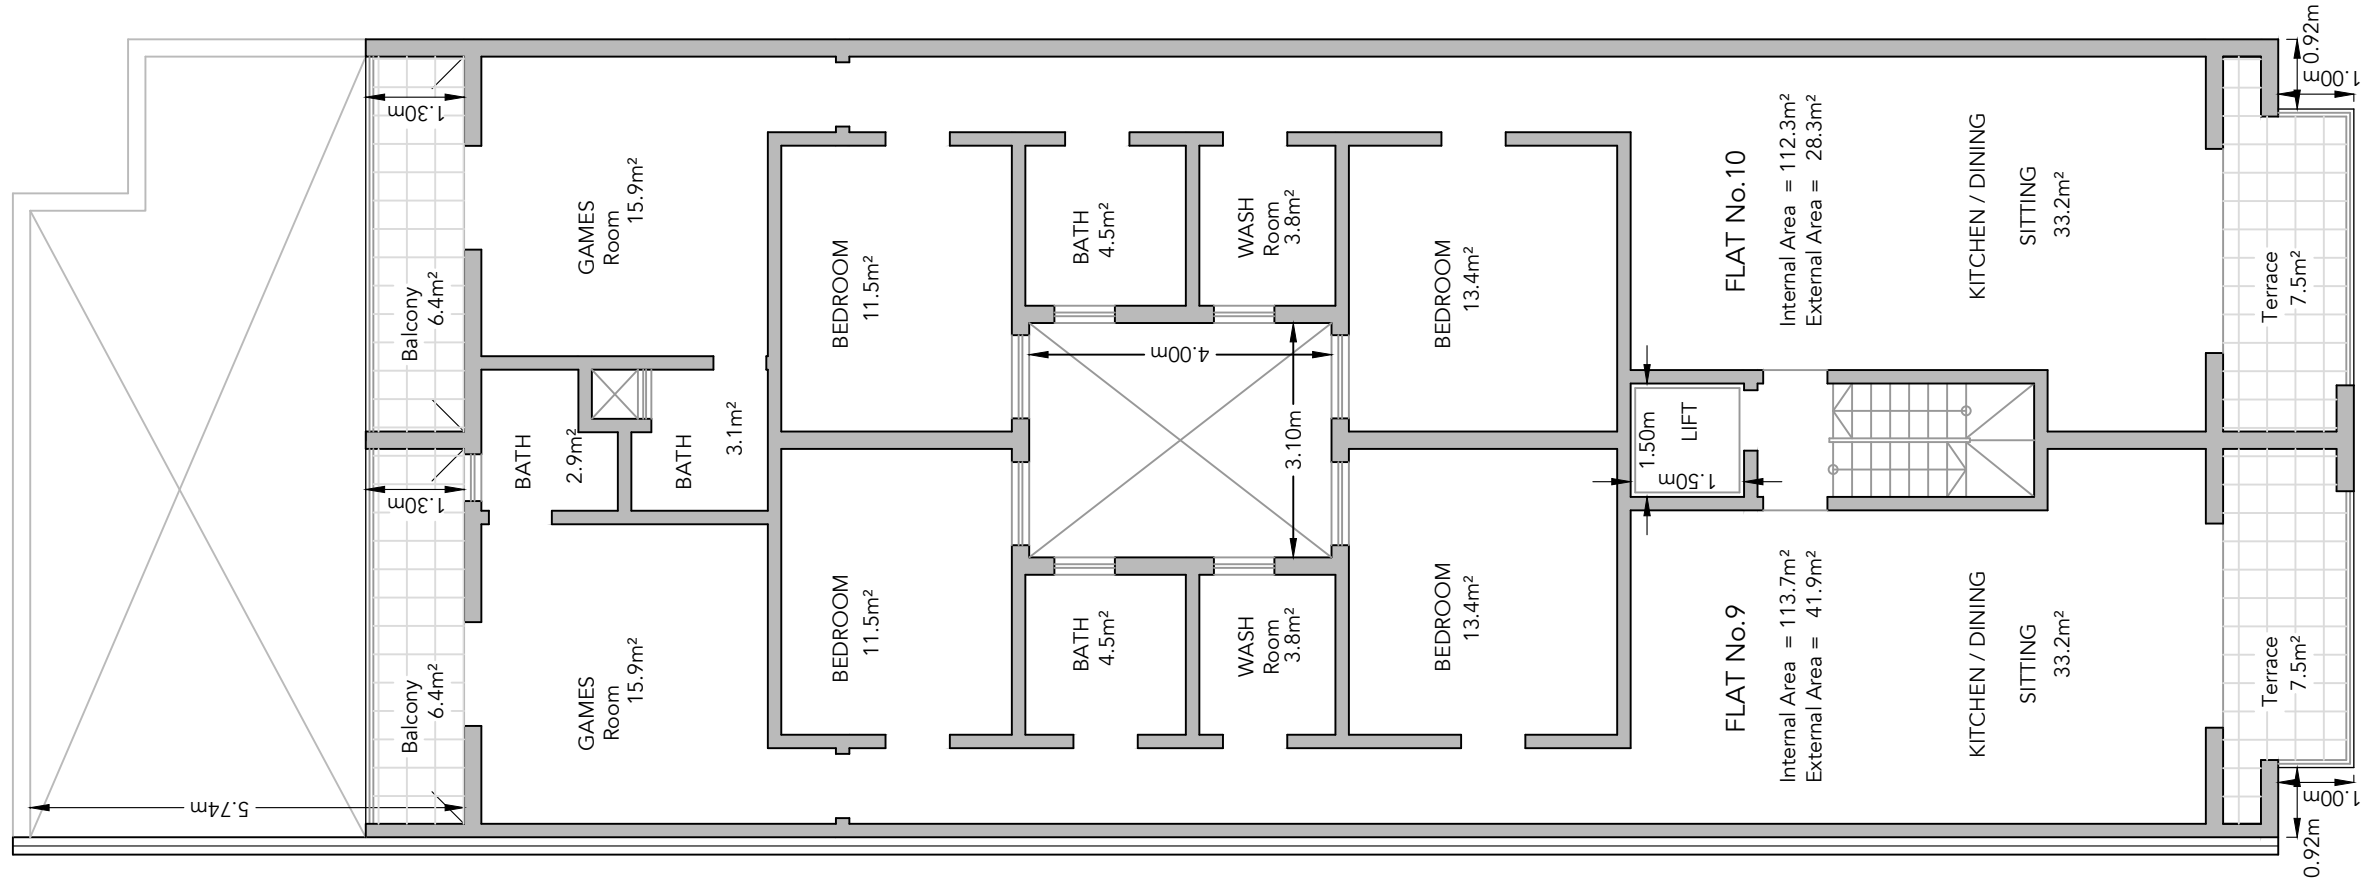 1.30m
Balcony
6.4m²
GAMES
Room
15.9m²
BEDROOM
11.5m²
BATH
4.5m²
WASH
Room
3.8m²
BEDROOM
13.4m²
FLAT No.10
Internal Area = 112.3m²
External Area = 28.3m²
KITCHEN / DINING
SITTING
33.2m²
Terrace
7.5m²
0.92m
1.00m
BATH
2.9m²
BATH
3.1m²
4.00m
3.10m
1.50m
LIFT
1.50m
1.30m
Balcony
6.4m²
5.74m
GAMES
Room
15.9m²
BEDROOM
11.5m²
BATH
4.5m²
WASH
Room
3.8m²
BEDROOM
13.4m²
FLAT No.9
Internal Area = 113.7m²
External Area = 41.9m²
KITCHEN / DINING
SITTING
33.2m²
Terrace
7.5m²
1.00m
0.92m